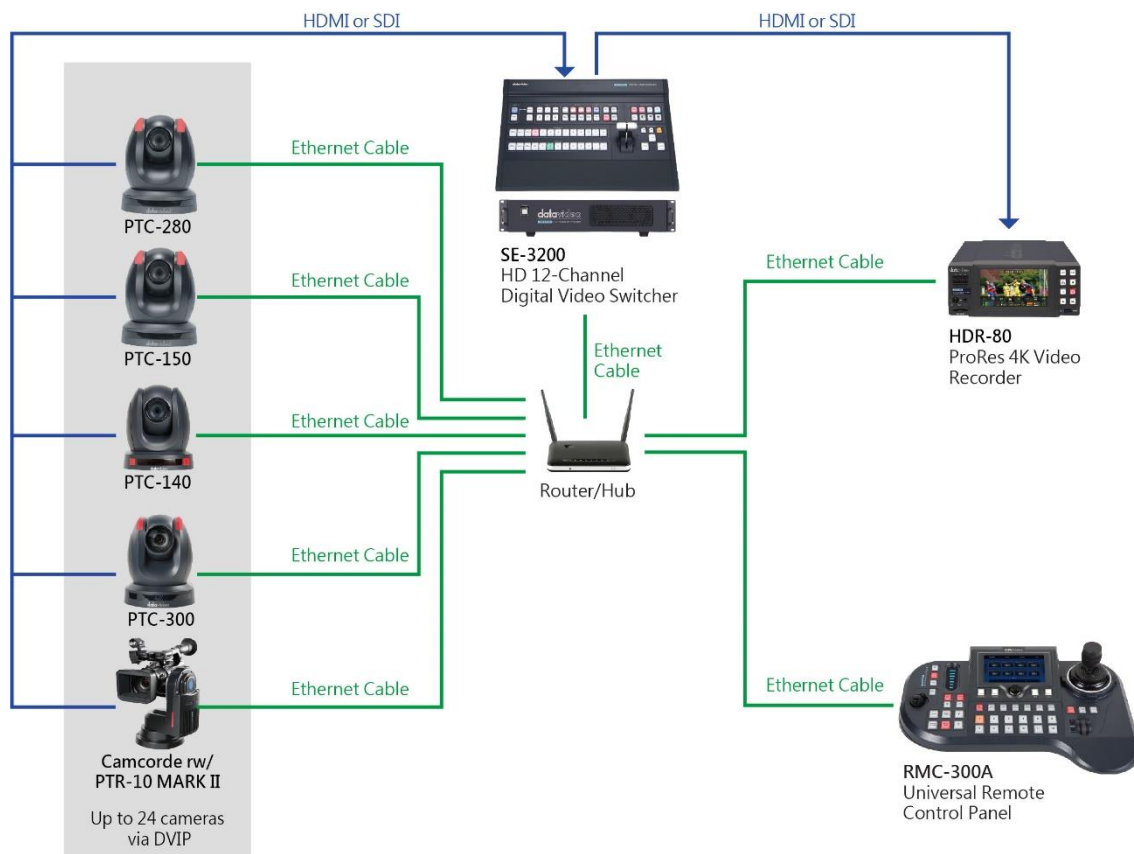 HDMI or SDI
HDMI or SDI
Ethernet Cable
PTC-280
Ethernet Cable
PTC-150
Ethernet Cable
PTC-140
Ethernet Cable
PTC-300
Ethernet Cable
Camcorde rw/
PTR-10 MARK II
Up to 24 cameras
via DVIP
datavideo
SE-3200
HD 12-Channel
Digital Video Switcher
Ethernet
Cable
Router/Hub
Ethernet Cable
HDR-80
ProRes 4K Video
Recorder
Ethernet Cable
RMC-300A
Universal Remote
Control Panel